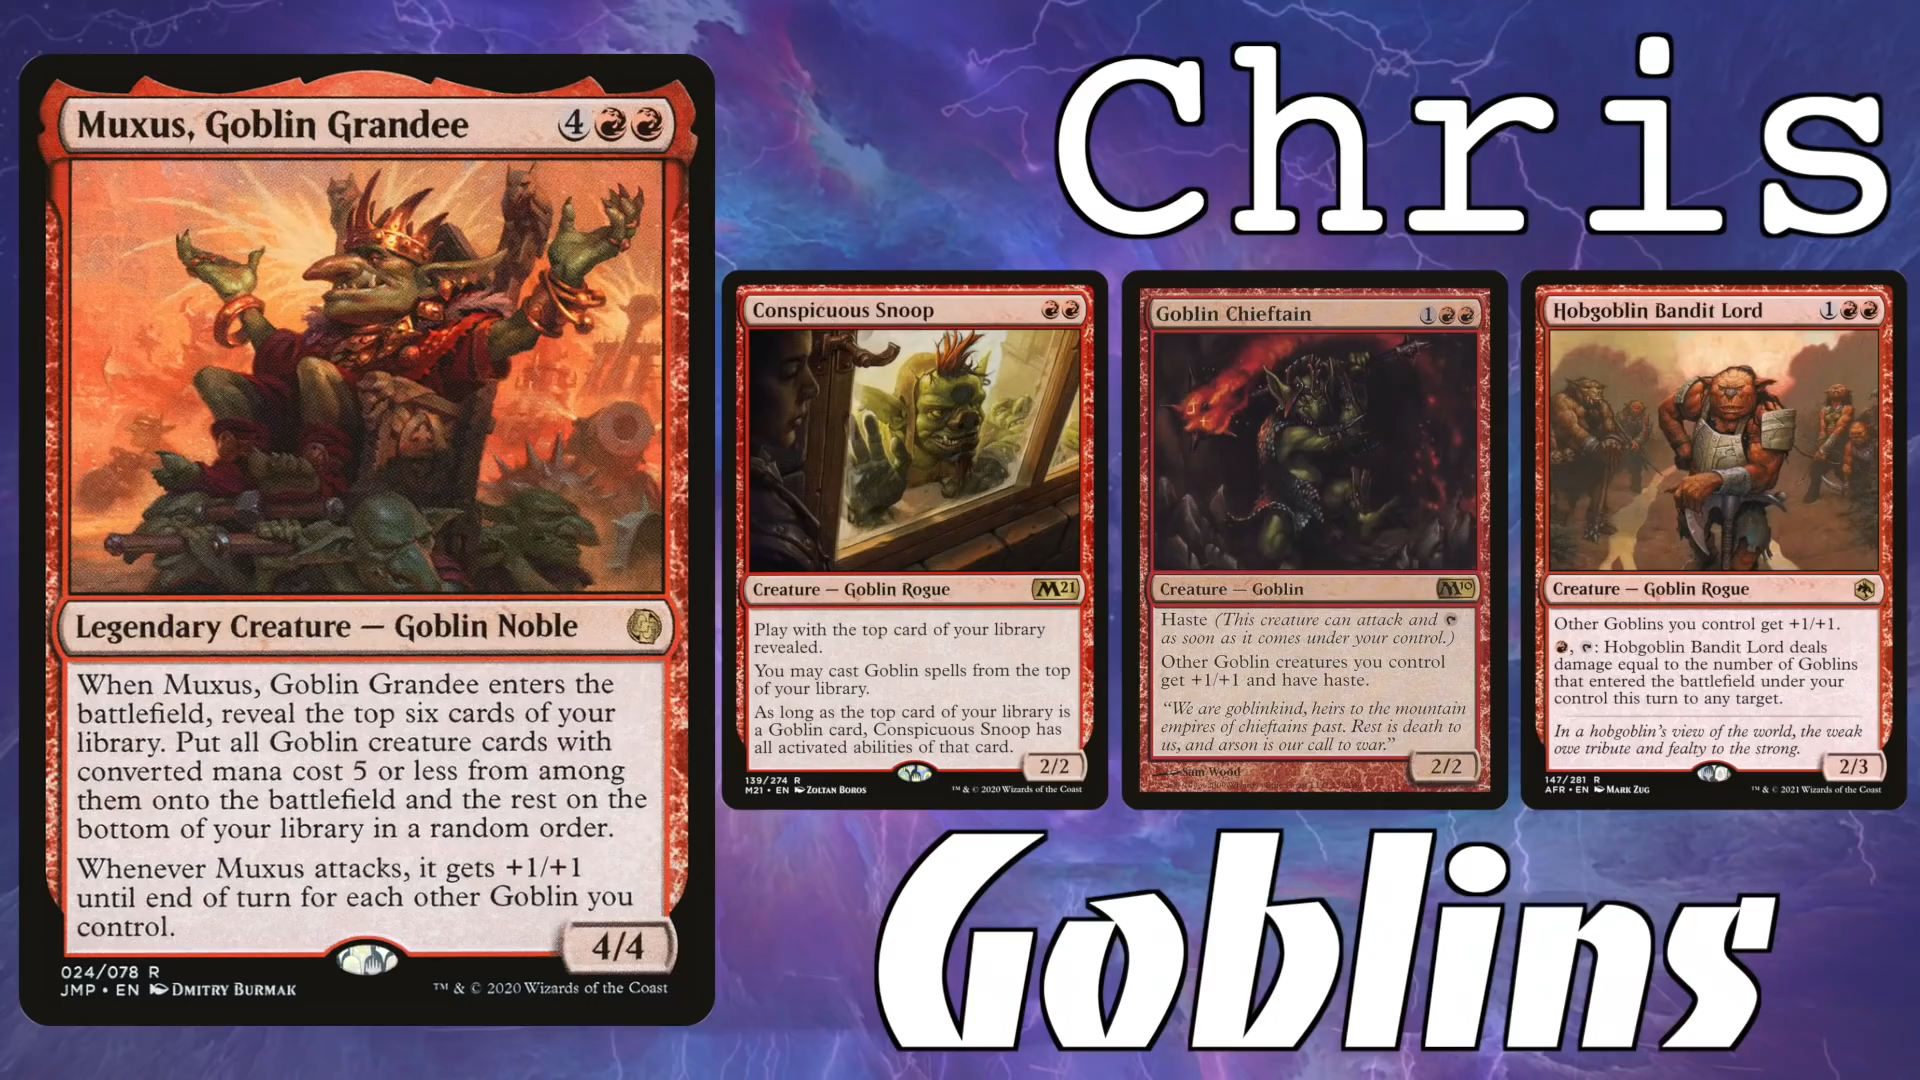 Chris
Muxus, Goblin Grandee 4
Legendary Creature — Goblin Noble
When Muxus, Goblin Grandee enters the
battlefield, reveal the top six cards of your
library. Put all Goblin creature cards with
converted mana cost 5 or less from among
them onto the battlefield and the rest on the
bottom of your library in a random order.
Whenever Muxus attacks, it gets +1/+1
until end of turn for each other Goblin you
control.
4/4
024/078 R
JMP • EN DMITRY BURMAK
™ & © 2020 Wizards of the Coast
Conspicuous Snoop
Creature — Goblin Rogue M21
Play with the top card of your library
revealed.
You may cast Goblin spells from the top
of your library.
As long as the top card of your library is
a Goblin card, Conspicuous Snoop has
all activated abilities of that card.
2/2
139/274 R
M21 • EN ZOLTAN BOROS
™ & © 2020 Wizards of the Coast
Goblin Chieftain 1
Creature — Goblin M10
Haste (This creature can attack and
as soon as it comes under your control.)
Other Goblin creatures you control
get +1/+1 and have haste.
“We are goblinkind, heirs to the mountain
empires of chieftains past. Rest is death to
us, and arson is our call to war.”
2/2
Sam Wood
Hobgoblin Bandit Lord 1
Creature — Goblin Rogue
Other Goblins you control get +1/+1.
, : Hobgoblin Bandit Lord deals
damage equal to the number of Goblins
that entered the battlefield under your
control this turn to any target.
In a hobgoblin’s view of the world, the weak
owe tribute and fealty to the strong.
2/3
147/281 R
AFR • EN MARK ZUG
™ & © 2021 Wizards of the Coast
Goblins